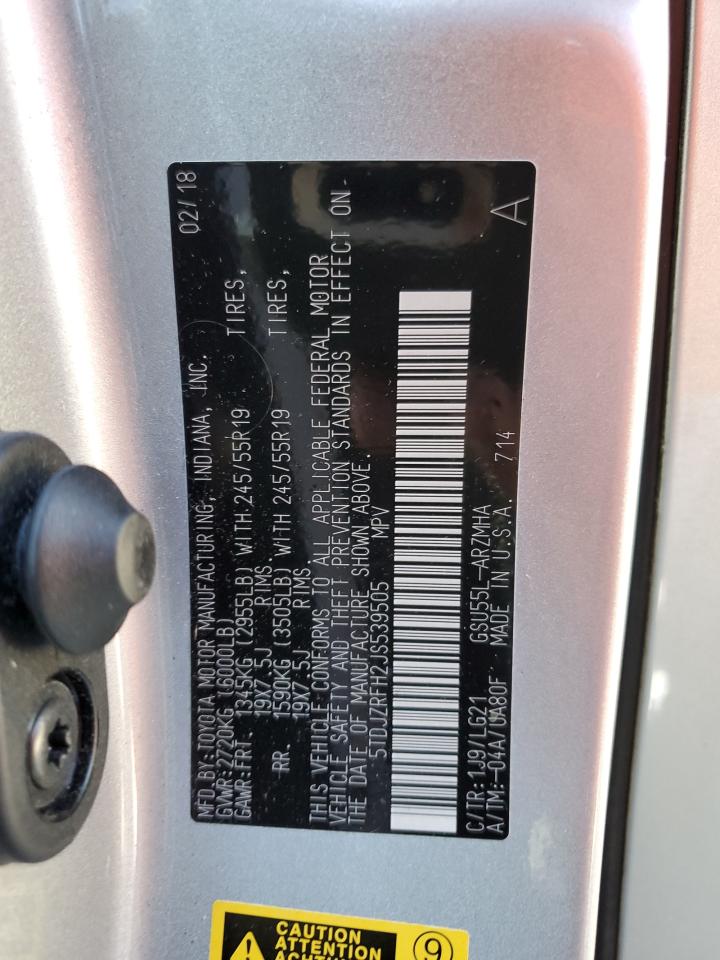 MFD. BY: TOYOTA MOTOR MANUFACTURING, INDIANA, INC. 02/18
GVWR: 2720KG (6000LB)
GAWR: FRT. 1345KG (2955LB) WITH 245/55R19 TIRES,
19X7.5J RIMS.
RR. 1590KG (3505LB) WITH 245/55R19 TIRES,
19X7.5J RIMS.
THIS VEHICLE CONFORMS TO ALL APPLICABLE FEDERAL MOTOR
VEHICLE SAFETY AND THEFT PREVENTION STANDARDS IN EFFECT ON
THE DATE OF MANUFACTURE SHOWN ABOVE.
5TDJZRFH2JS539505 MPV
C/TR: 1J9/LG21 GSU55L-ARZMHA
A/TM: -04A/UA80F MADE IN U.S.A. 714 A
CAUTION
ATTENTION
ACHTUNG
9